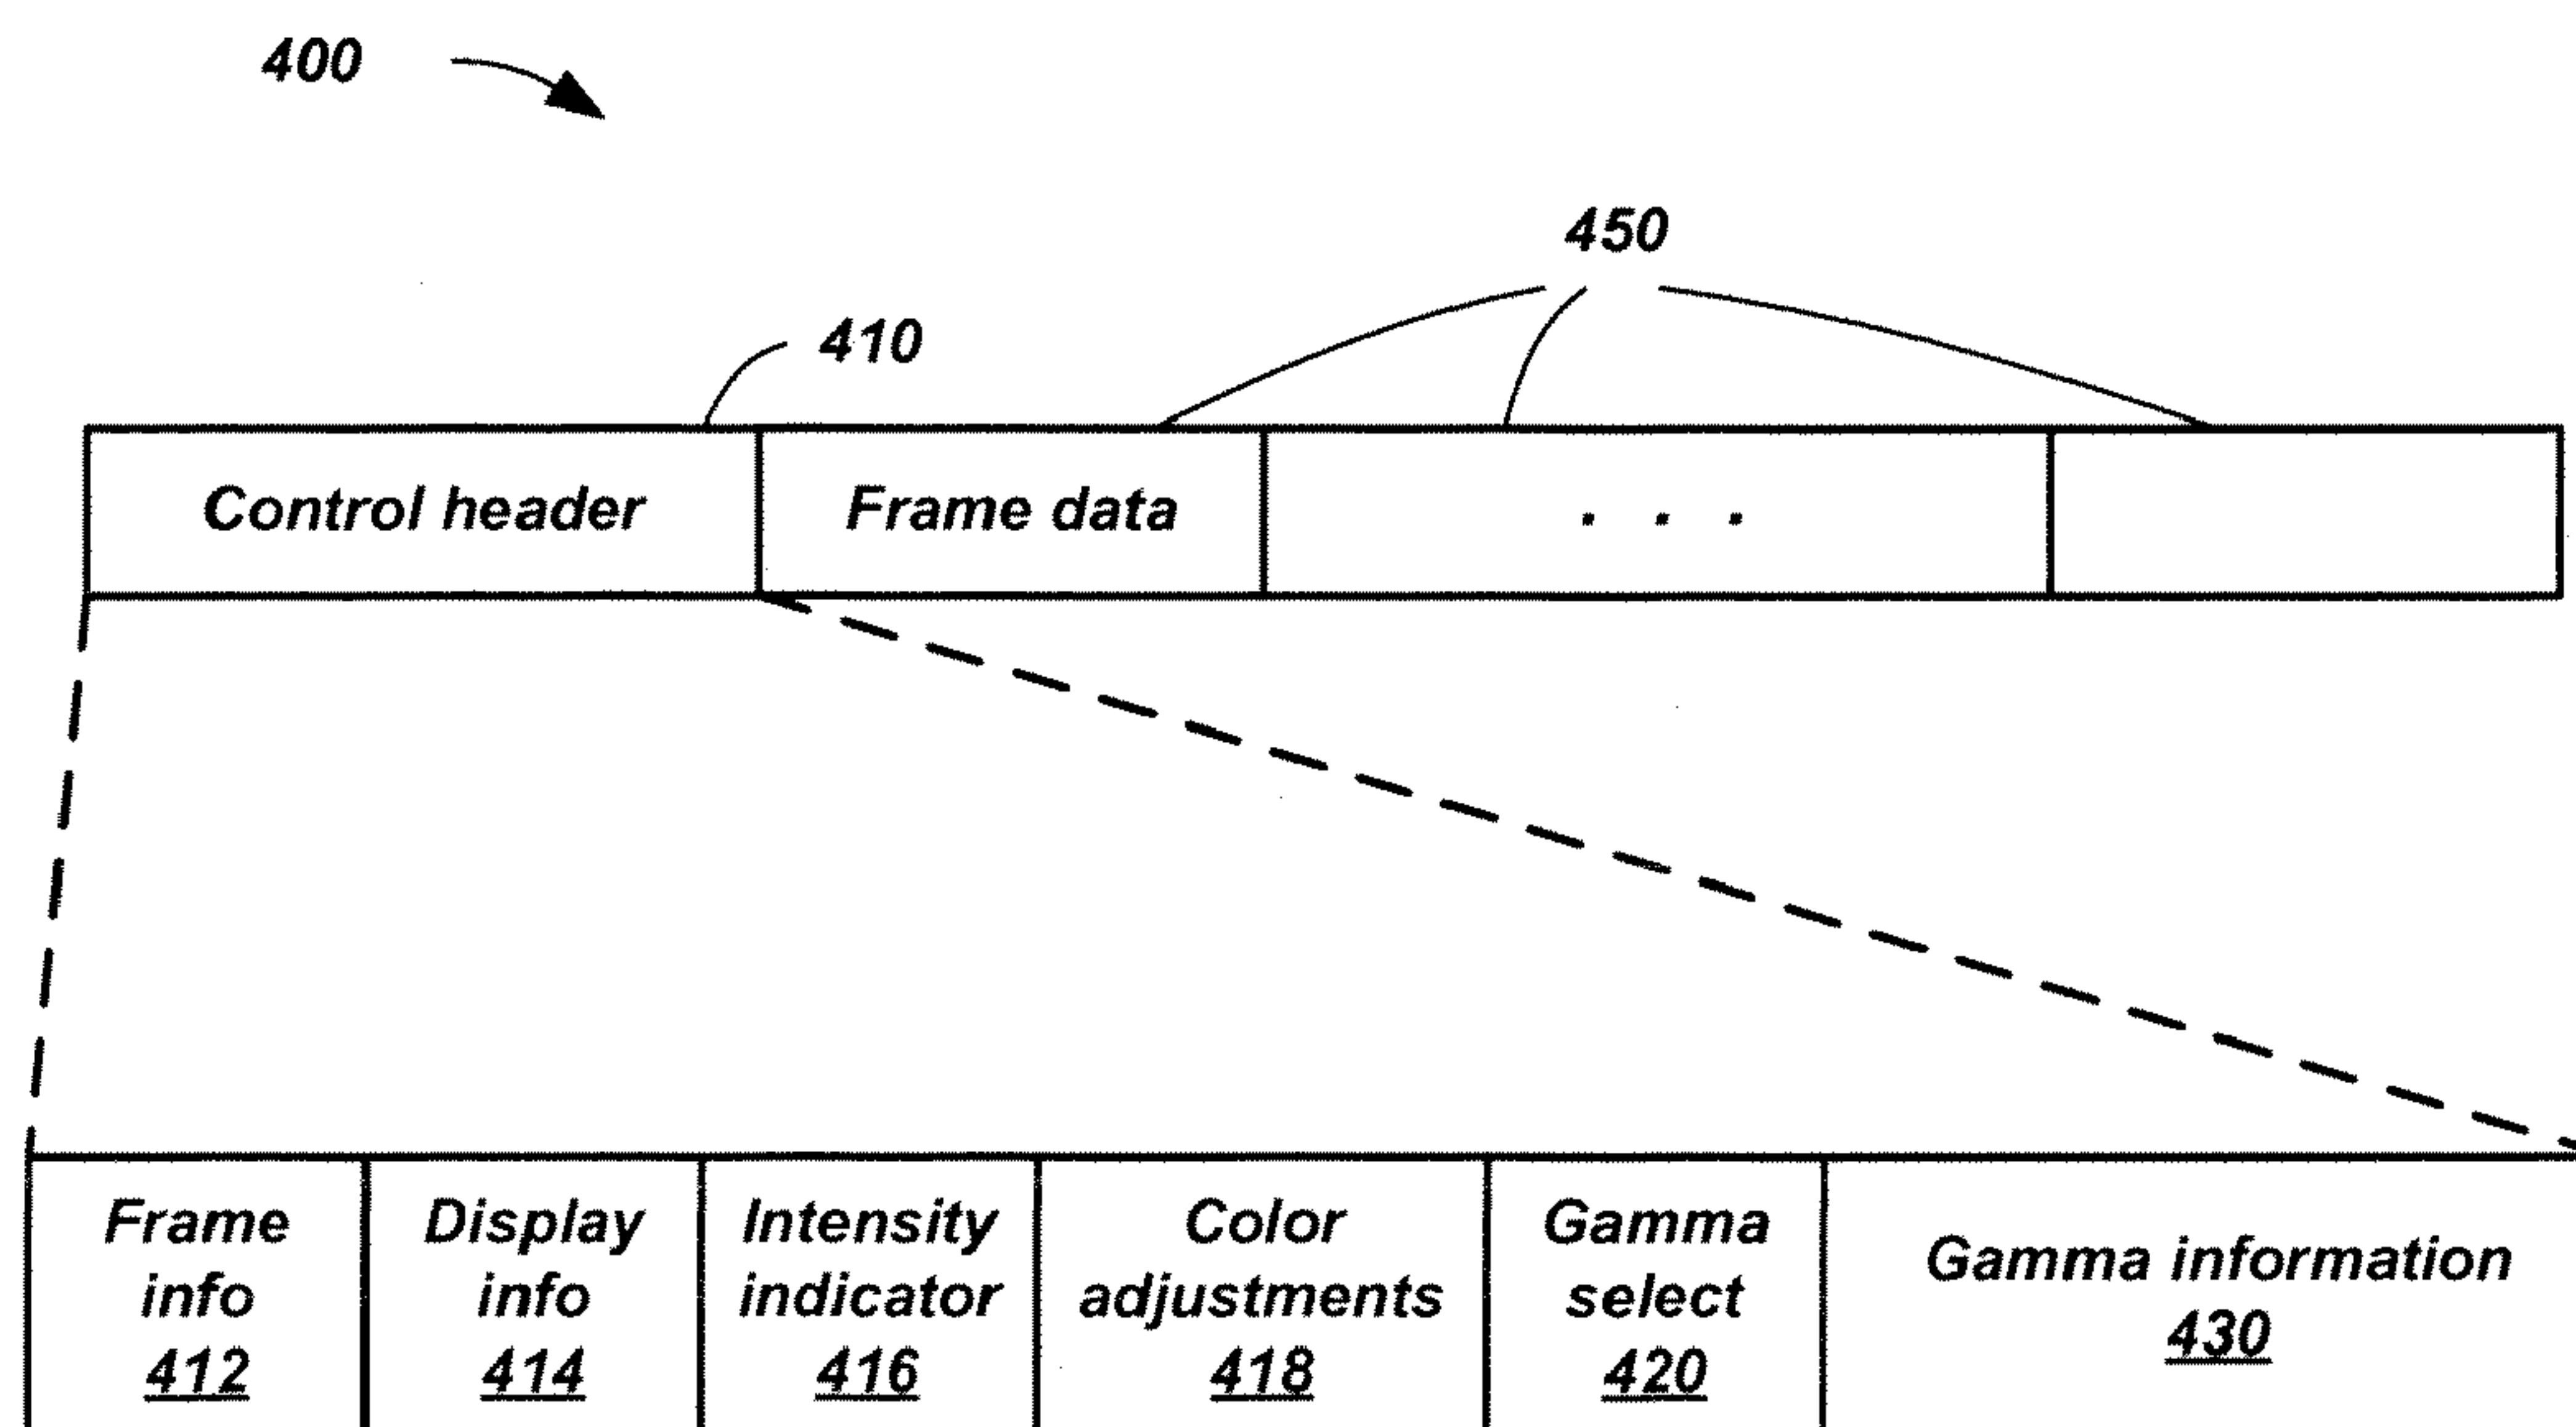 400
450
410
Control header
Frame data
. . .
Frame
info
412
Display
info
414
Intensity
indicator
416
Color
adjustments
418
Gamma
select
420
Gamma information
430